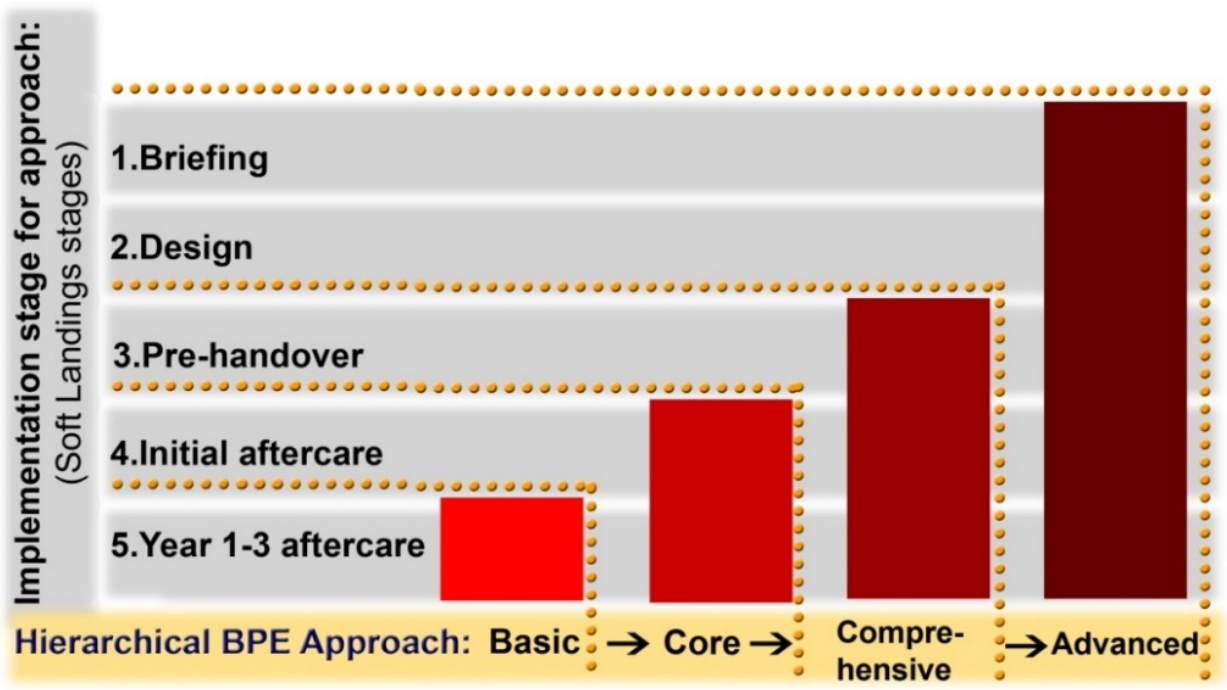 Implementation stage for approach:
(Soft Landings stages)
1.Briefing
2.Design
3.Pre-handover
4.Initial aftercare
5.Year 1-3 aftercare
Hierarchical BPE Approach: Basic → Core → Compre-
hensive → Advanced